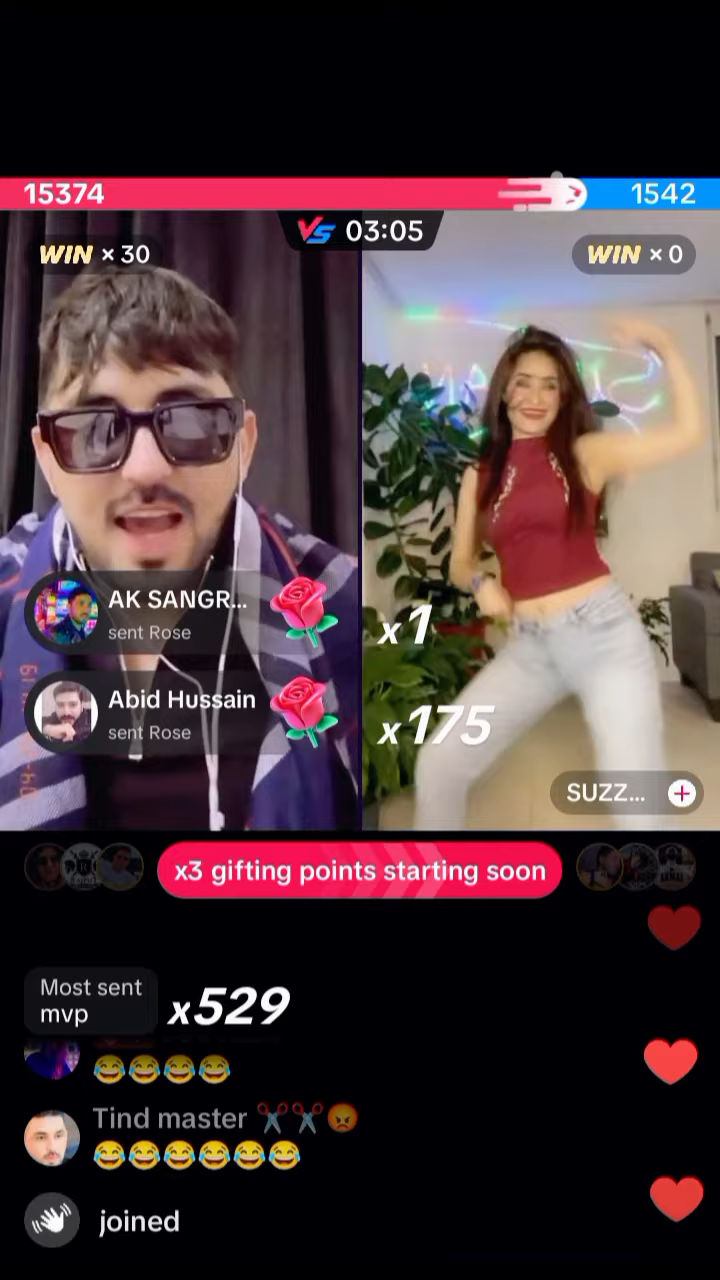 15374
1542
VS 03:05
WIN × 30
WIN × 0
AK SANGR...
sent Rose
x1
Abid Hussain
sent Rose
x175
SUZZ...
x3 gifting points starting soon
Most sent
mvp
x529
😂😂😂😂
Tind master ✂️✂️😡
😂😂😂😂😂😂
joined